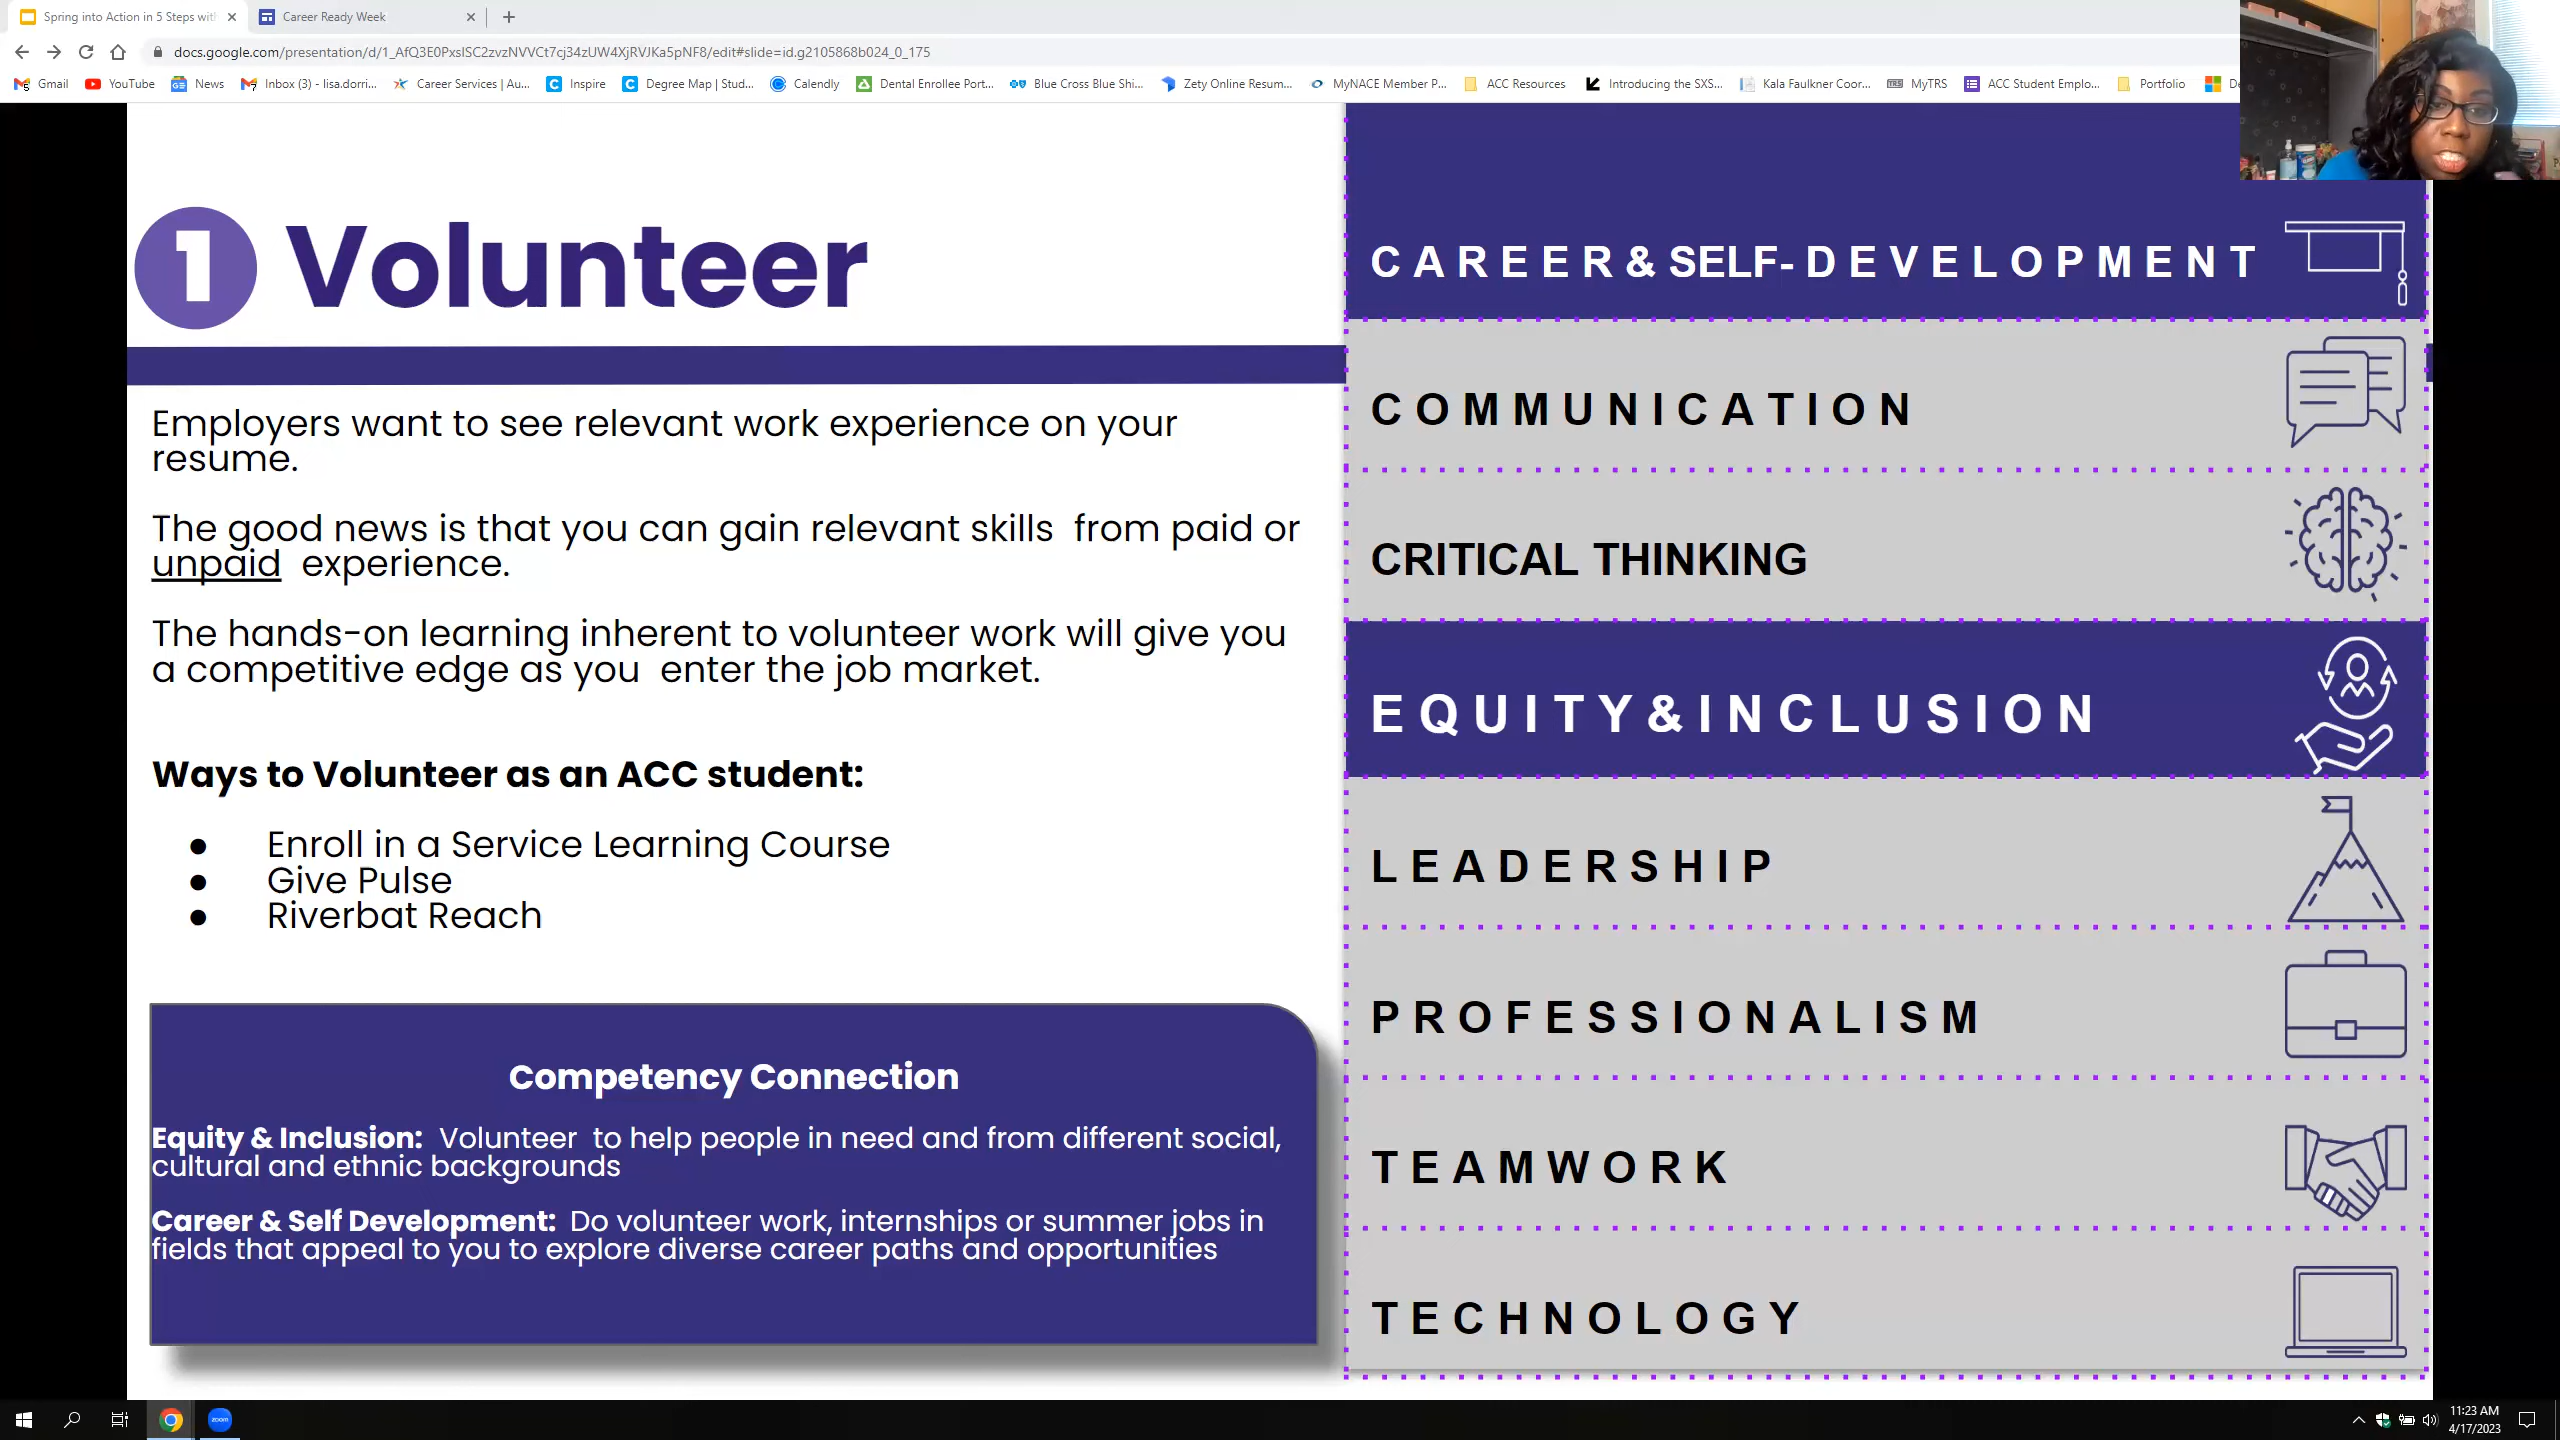 Spring into Action in 5 Steps with
Career Ready Week
docs.google.com/presentation/d/1_AfQ3E0PxsISC2zvzNVVCt7cj34zUW4XjRVJKa5pNF8/edit#slide=id.g2105868b024_0_175
Gmail YouTube News Inbox (3) - lisa.dorri... Career Services | Au... Inspire Degree Map | Stud... Calendly Dental Enrollee Port... Blue Cross Blue Shi... Zety Online Resum... MyNACE Member P... ACC Resources Introducing the SXS... Kala Faulkner Coor... MyTRS ACC Student Emplo... Portfolio
1 Volunteer
Employers want to see relevant work experience on your
resume.
The good news is that you can gain relevant skills from paid or
unpaid experience.
The hands-on learning inherent to volunteer work will give you
a competitive edge as you enter the job market.
Ways to Volunteer as an ACC student:
● Enroll in a Service Learning Course
● Give Pulse
● Riverbat Reach
Competency Connection
Equity & Inclusion: Volunteer to help people in need and from different social,
cultural and ethnic backgrounds
Career & Self Development: Do volunteer work, internships or summer jobs in
fields that appeal to you to explore diverse career paths and opportunities
CAREER & SELF-DEVELOPMENT
COMMUNICATION
CRITICAL THINKING
EQUITY & INCLUSION
LEADERSHIP
PROFESSIONALISM
TEAMWORK
TECHNOLOGY
zoom
11:23 AM
4/17/2023